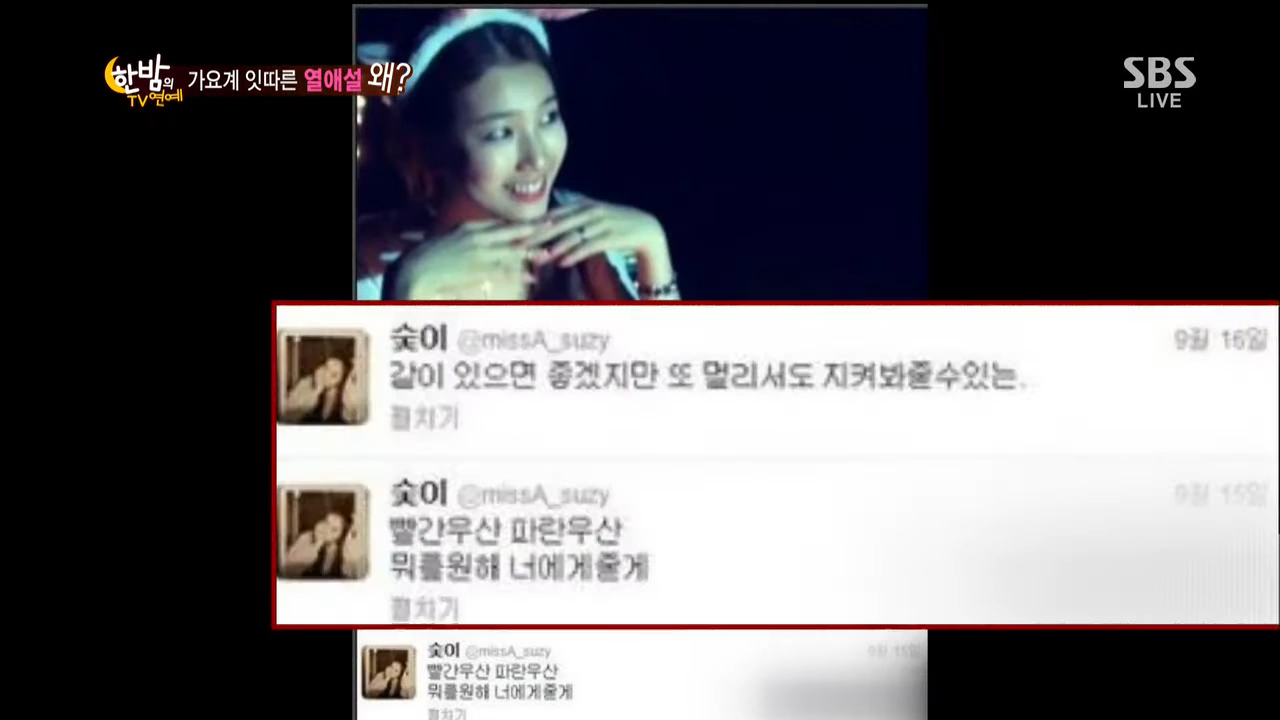 한밤의
TV연예
가요계 잇따른 열애설 왜?
SBS
LIVE
숮이 @missA_suzy 9월 16일
같이 있으면 좋겠지만 또 멀리서도 지켜봐줄수있는.
펼치기
숮이 @missA_suzy 9월 15일
빨간우산 파란우산
뭐를원해 너에게줄게
펼치기
숮이 @missA_suzy 9월 15일
빨간우산 파란우산
뭐를원해 너에게줄게
펼치기